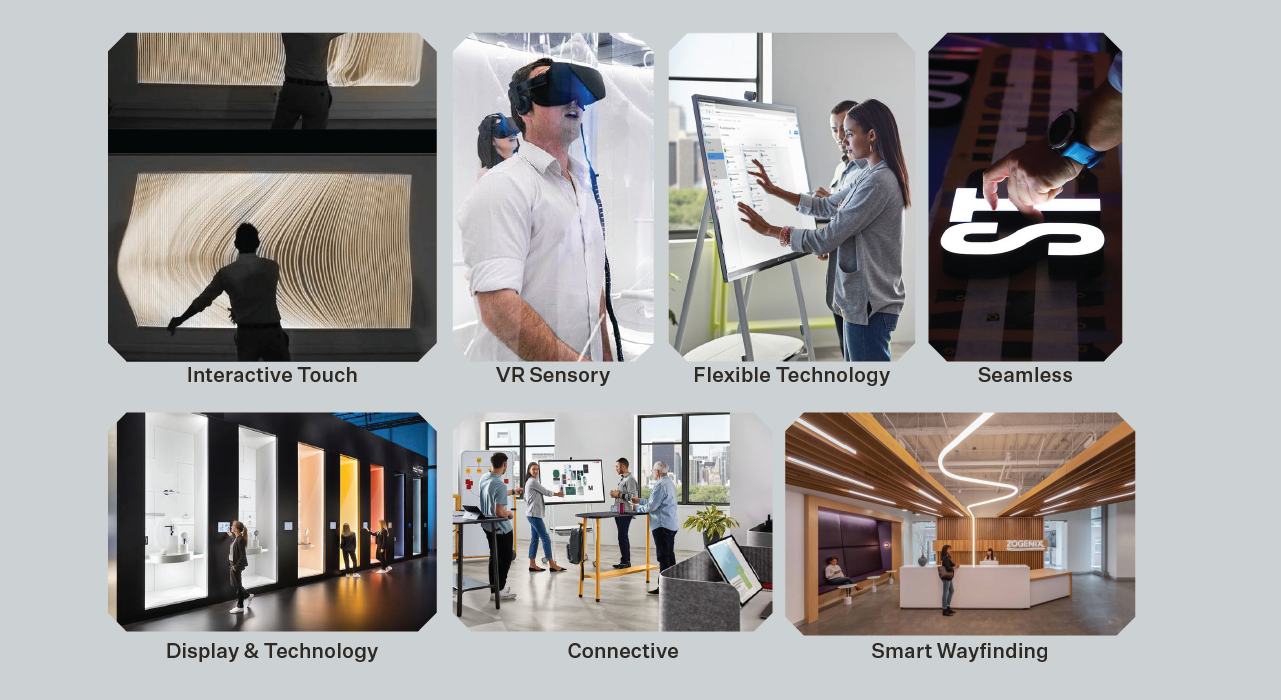 Interactive Touch
VR Sensory
Flexible Technology
Seamless
ZOGENIX
Display & Technology
Connective
Smart Wayfinding